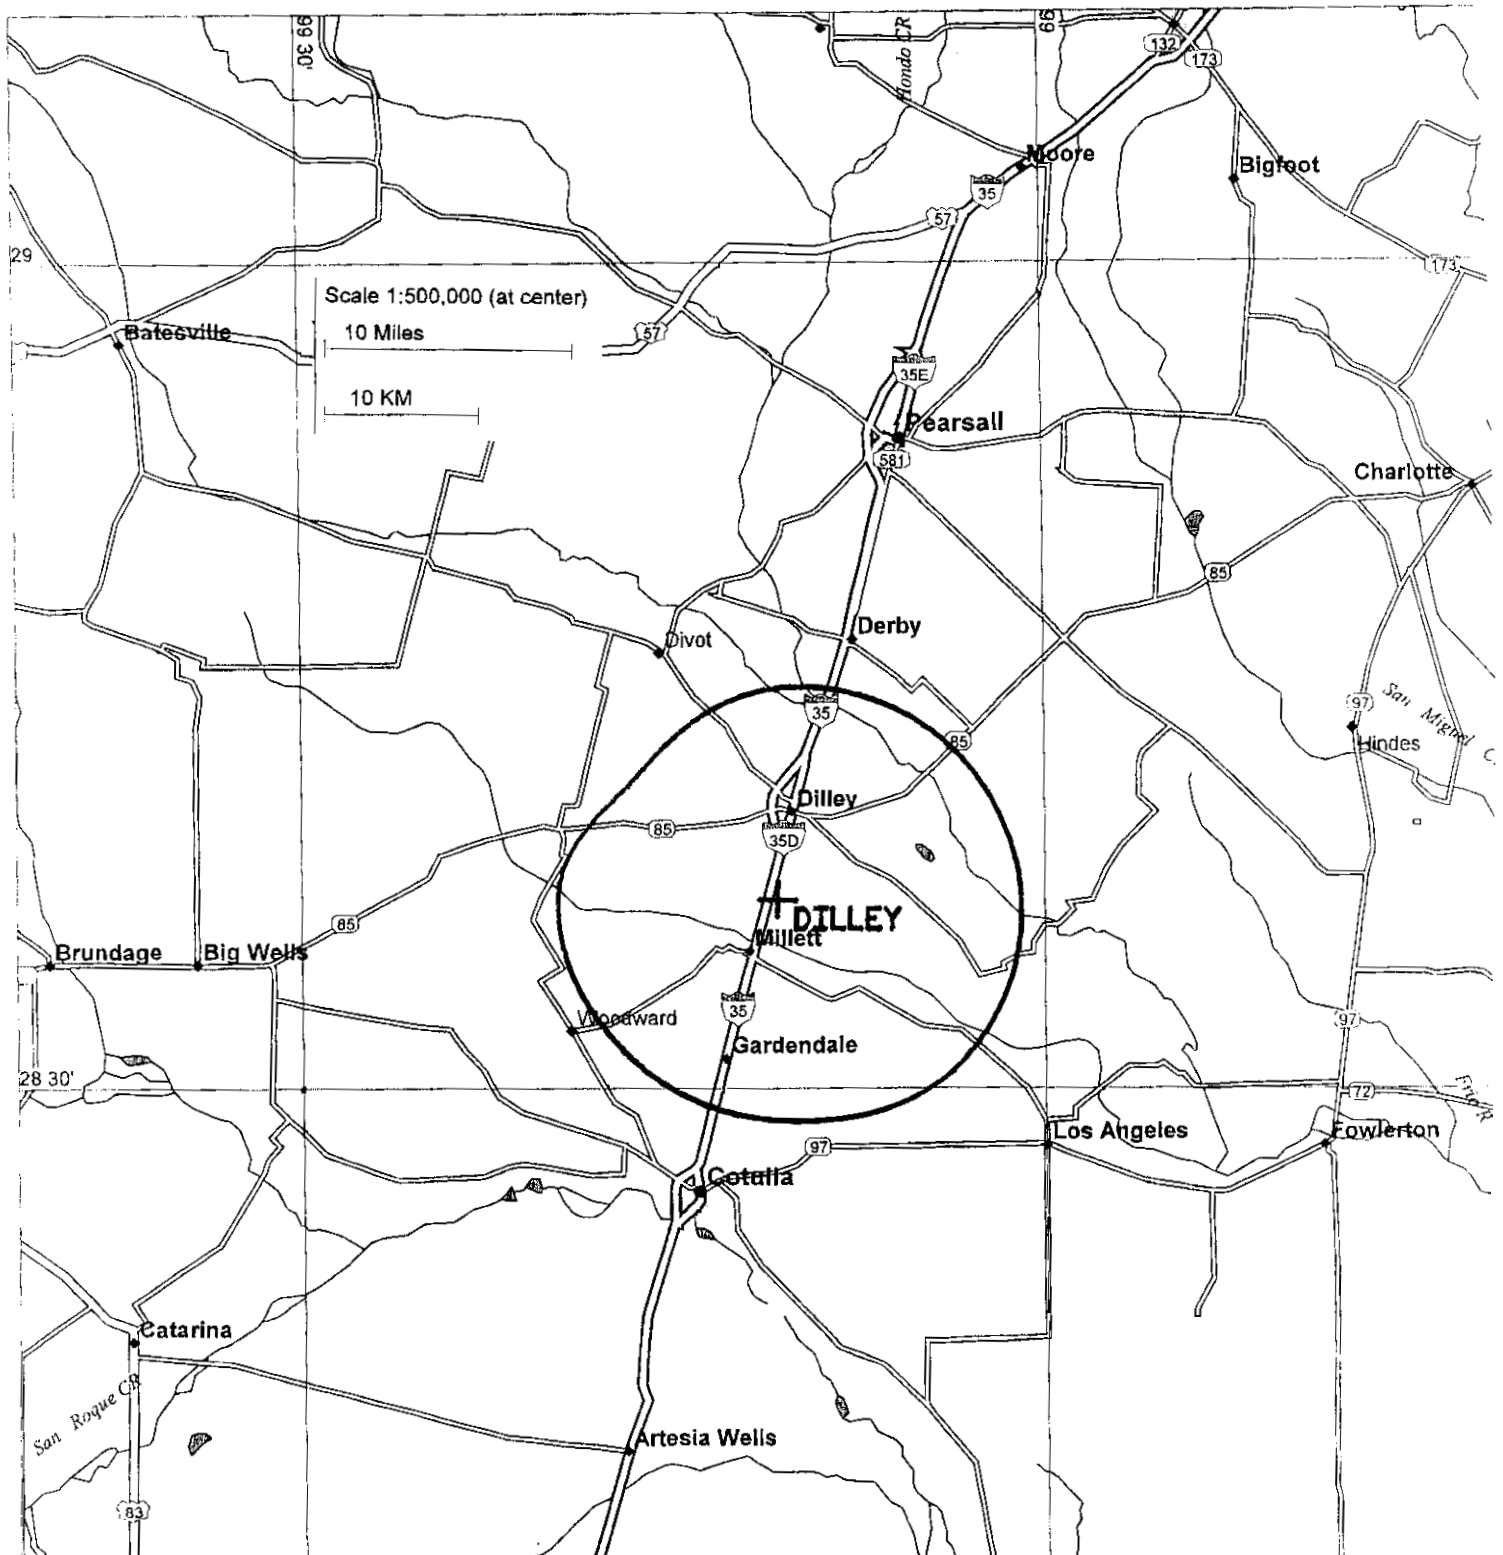 99 30'
Hondo CR
99
132
173
Moore
Bigfoot
35
57
29
173
Scale 1:500,000 (at center)
10 Miles
57
Batesville
35E
10 KM
Pearsall
581
Charlotte
85
Derby
Divot
97
San Miguel C
35
85
Hindes
Dilley
85
35D
DILLEY
85
Millett
Brundage
Big Wells
35
Woodward
97
Gardendale
28 30'
72
Frio R
Los Angeles
Fowlerton
97
Cotulla
Catarina
San Roque CR
Artesia Wells
83